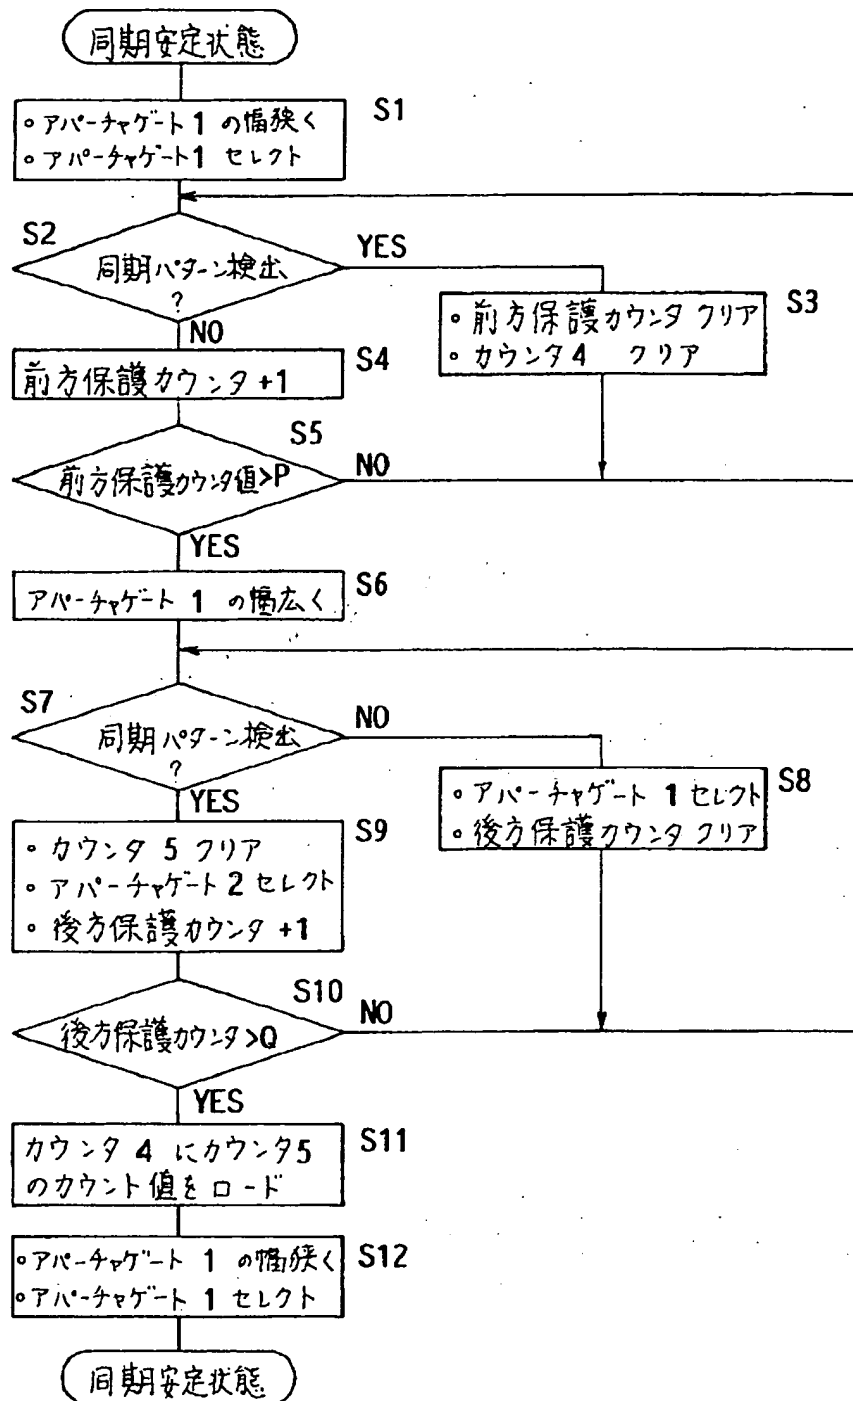 同期安定状態
S1
○アパーチャゲート 1 の幅狭く
○アパーチャゲート1 セレクト
S2
同期パターン検出
?
YES
NO
S3
○前方保護カウンタ クリア
○カウンタ4 クリア
S4
前方保護カウンタ +1
S5
前方保護カウンタ値>P
NO
YES
S6
アパーチャゲート 1 の幅広く
S7
同期パターン検出
?
NO
YES
S8
○アパーチャゲート 1 セレクト
○後方保護カウンタ クリア
S9
○カウンタ 5 クリア
○アパーチャゲート 2 セレクト
○後方保護カウンタ +1
S10
後方保護カウンタ>Q
NO
YES
S11
カウンタ 4 にカウンタ5
のカウント値をロード
S12
○アパーチャゲート 1 の幅狭く
○アパーチャゲート 1 セレクト
同期安定状態